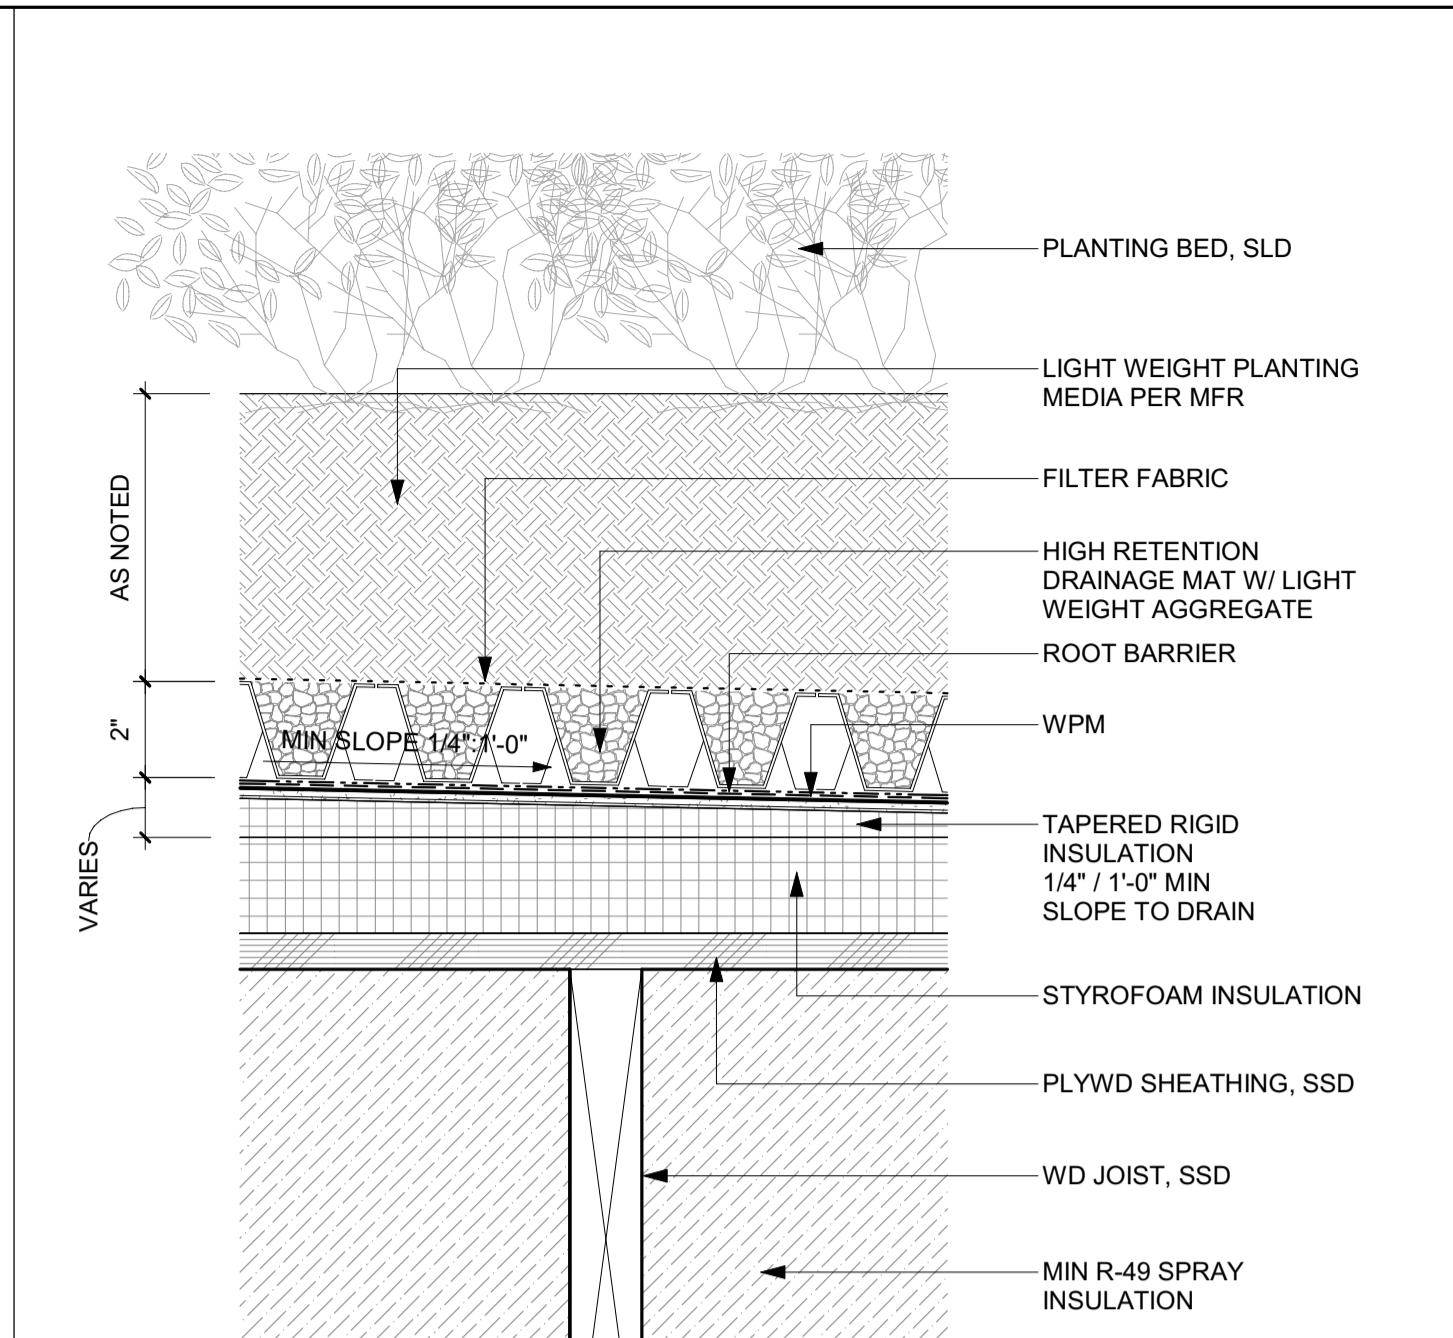 PLANTING BED, SLD
LIGHT WEIGHT PLANTING
MEDIA PER MFR
FILTER FABRIC
HIGH RETENTION
DRAINAGE MAT W/ LIGHT
WEIGHT AGGREGATE
ROOT BARRIER
WPM
TAPERED RIGID
INSULATION
1/4" / 1'-0" MIN
SLOPE TO DRAIN
STYROFOAM INSULATION
PLYWD SHEATHING, SSD
WD JOIST, SSD
MIN R-49 SPRAY
INSULATION
AS NOTED
2"
VARIES
MIN SLOPE 1/4":1'-0"